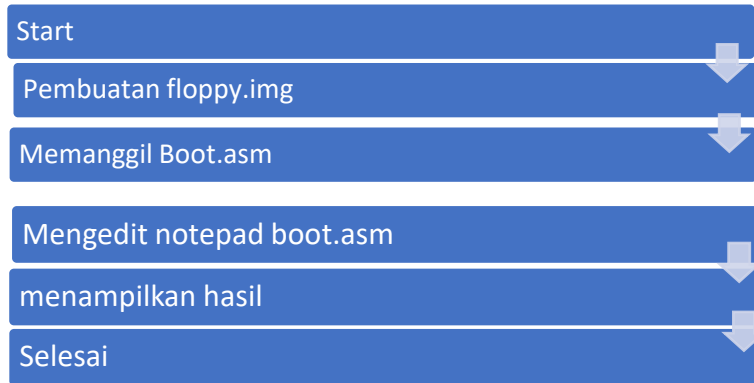 Start
Pembuatan floppy.img
Memanggil Boot.asm
Mengedit notepad boot.asm
menampilkan hasil
Selesai